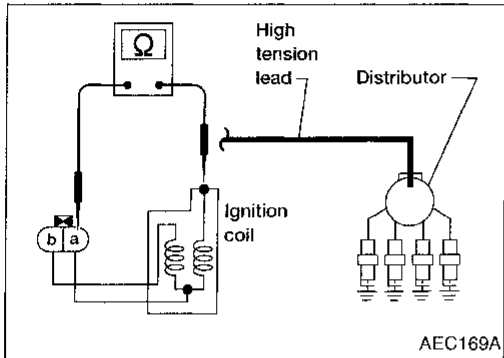 Ω
High
tension
lead
Distributor
b a
Ignition
coil
AEC169A